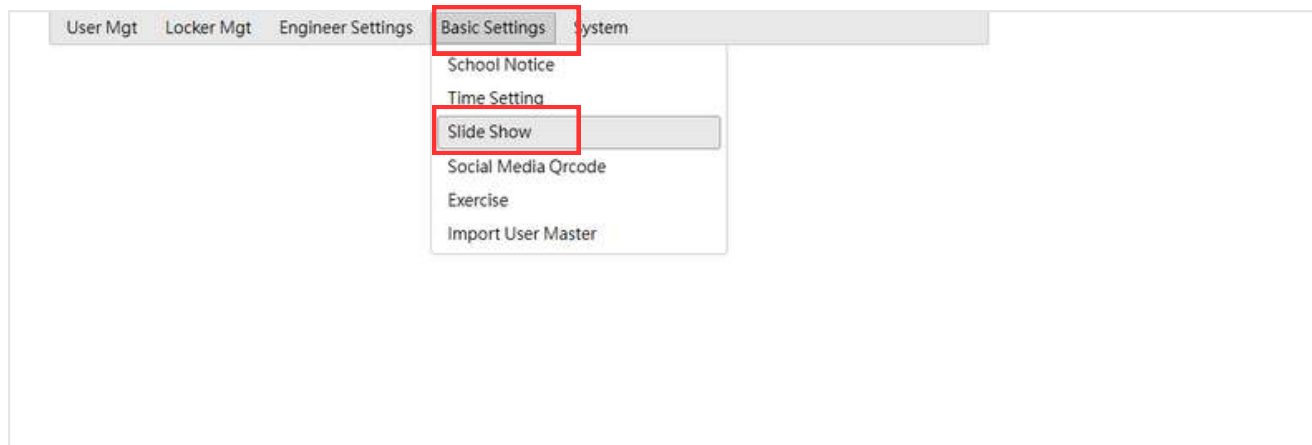 User Mgt Locker Mgt Engineer Settings Basic Settings System
School Notice
Time Setting
Slide Show
Social Media Qrcode
Exercise
Import User Master